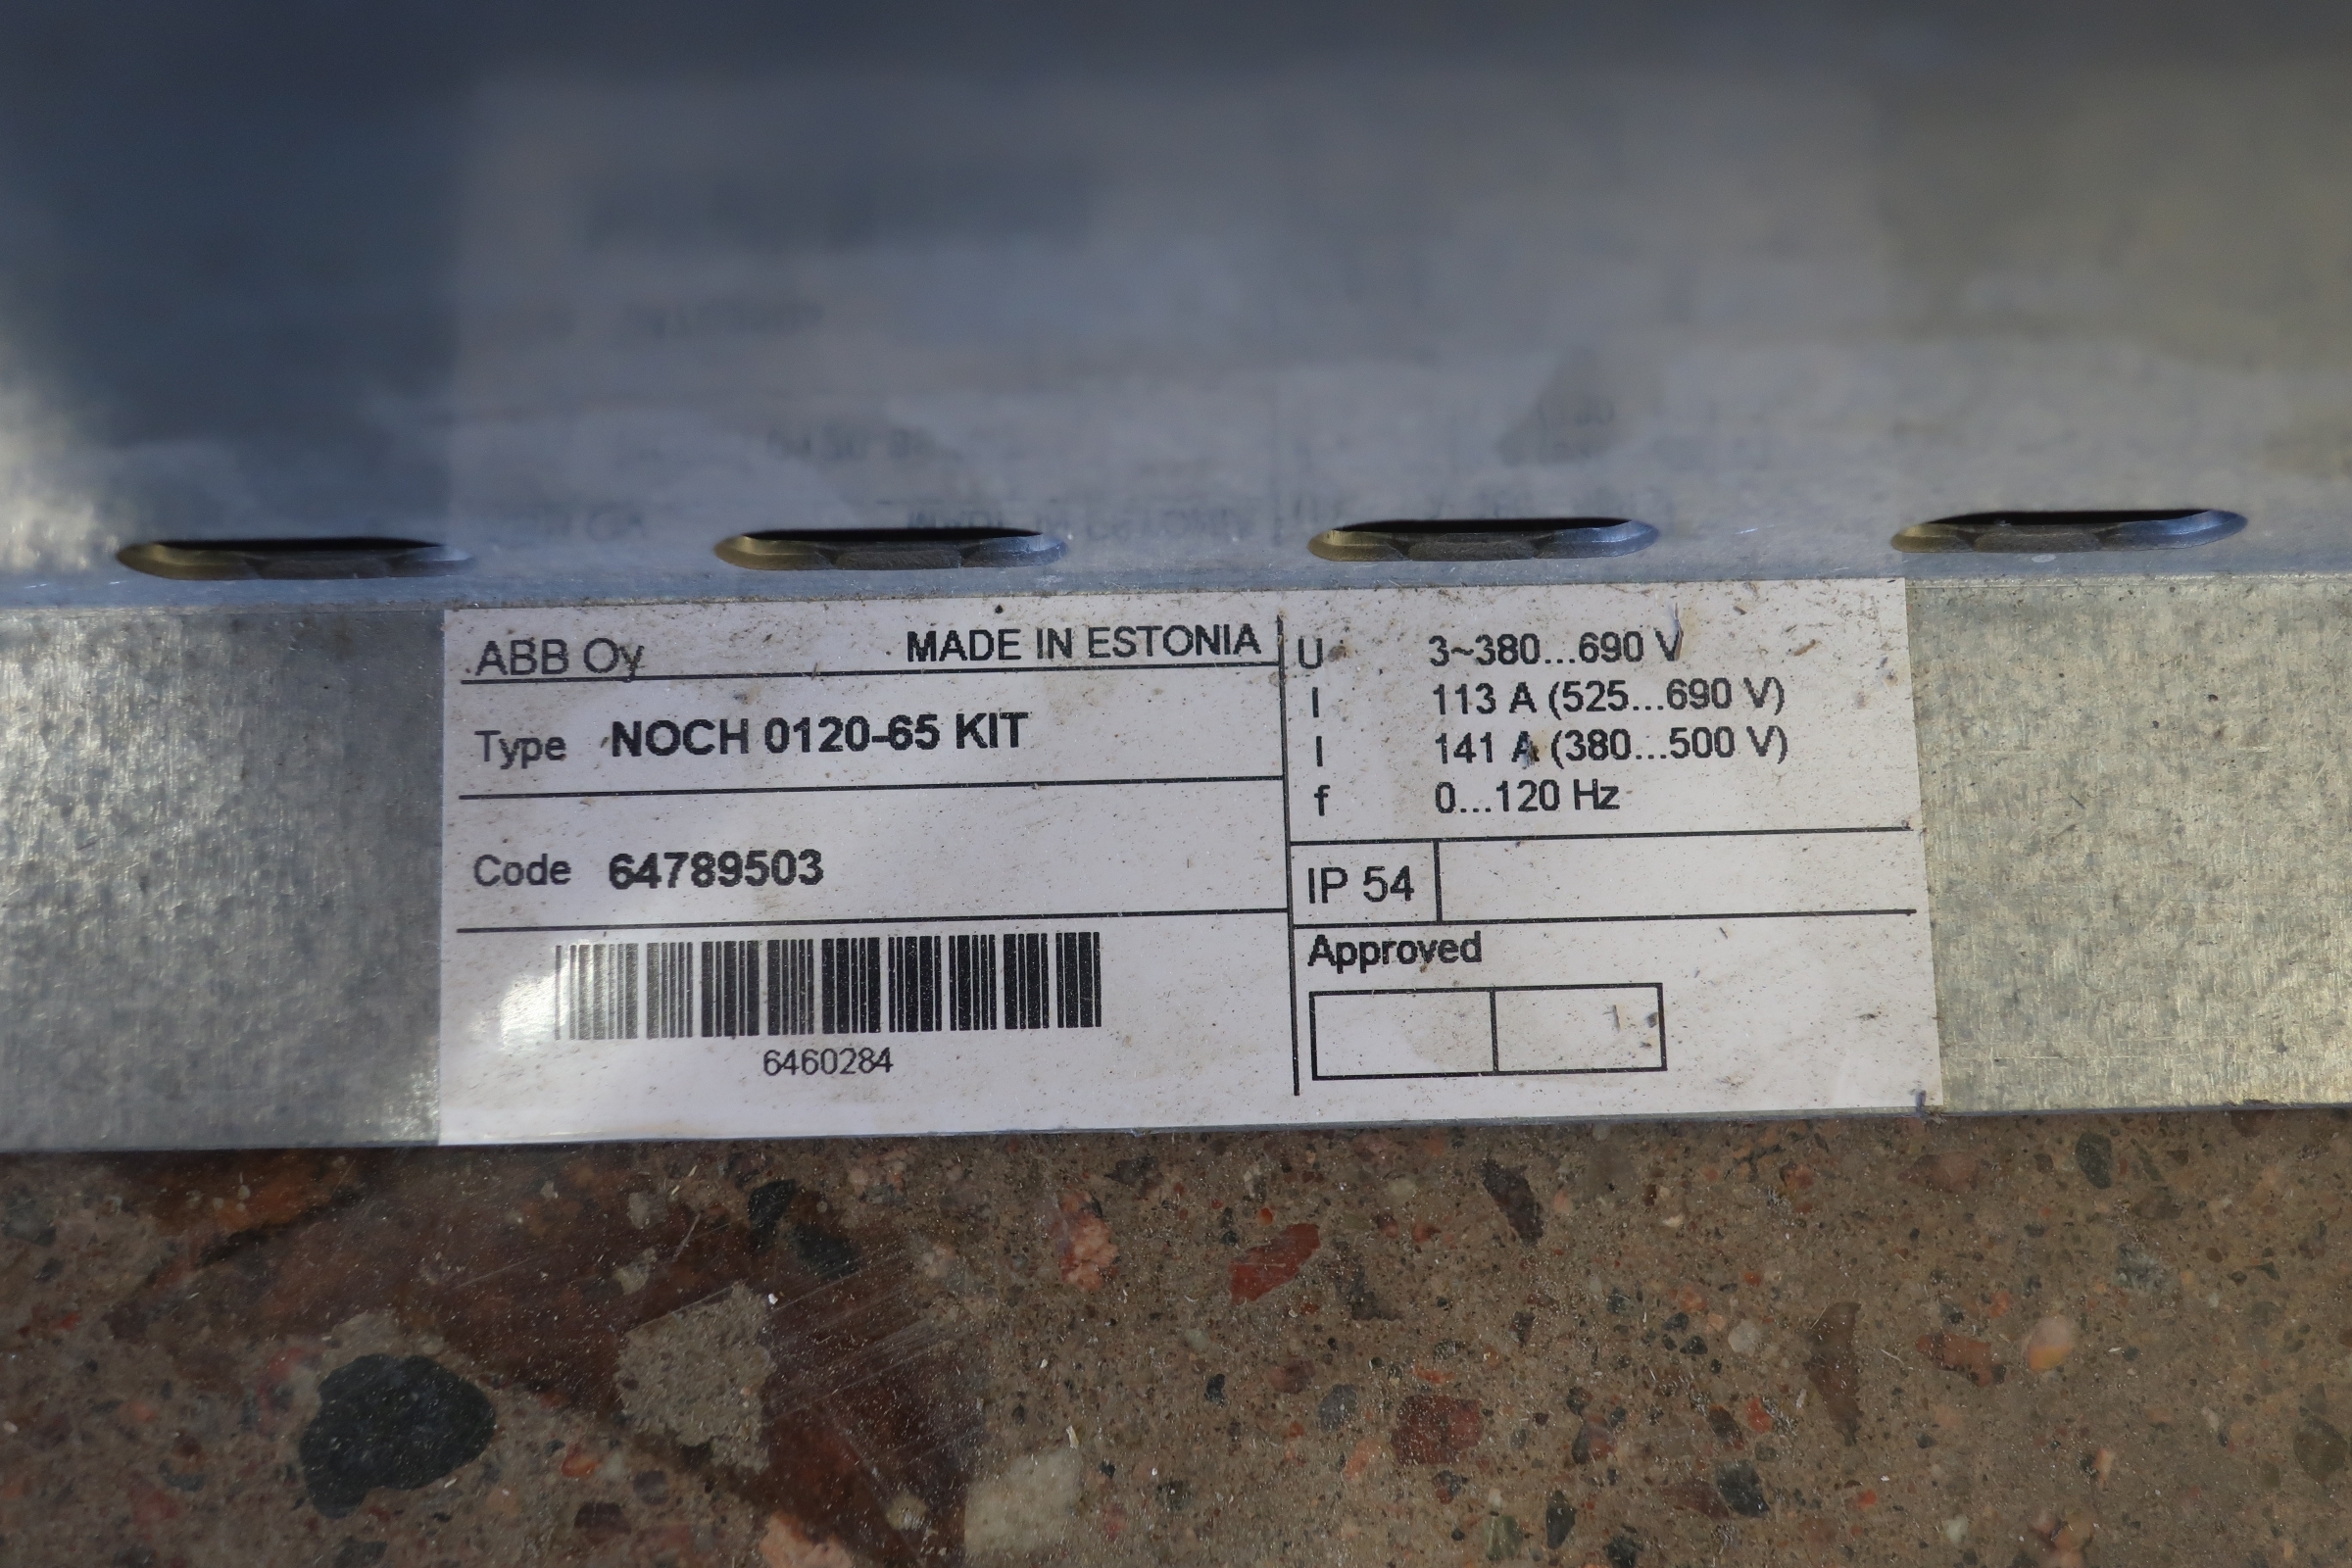 ABB Oy MADE IN ESTONIA
Type NOCH 0120-65 KIT
Code 64789503
6460284
U 3~380...690 V
I 113 A (525...690 V)
I 141 A (380...500 V)
f 0...120 Hz
IP 54
Approved